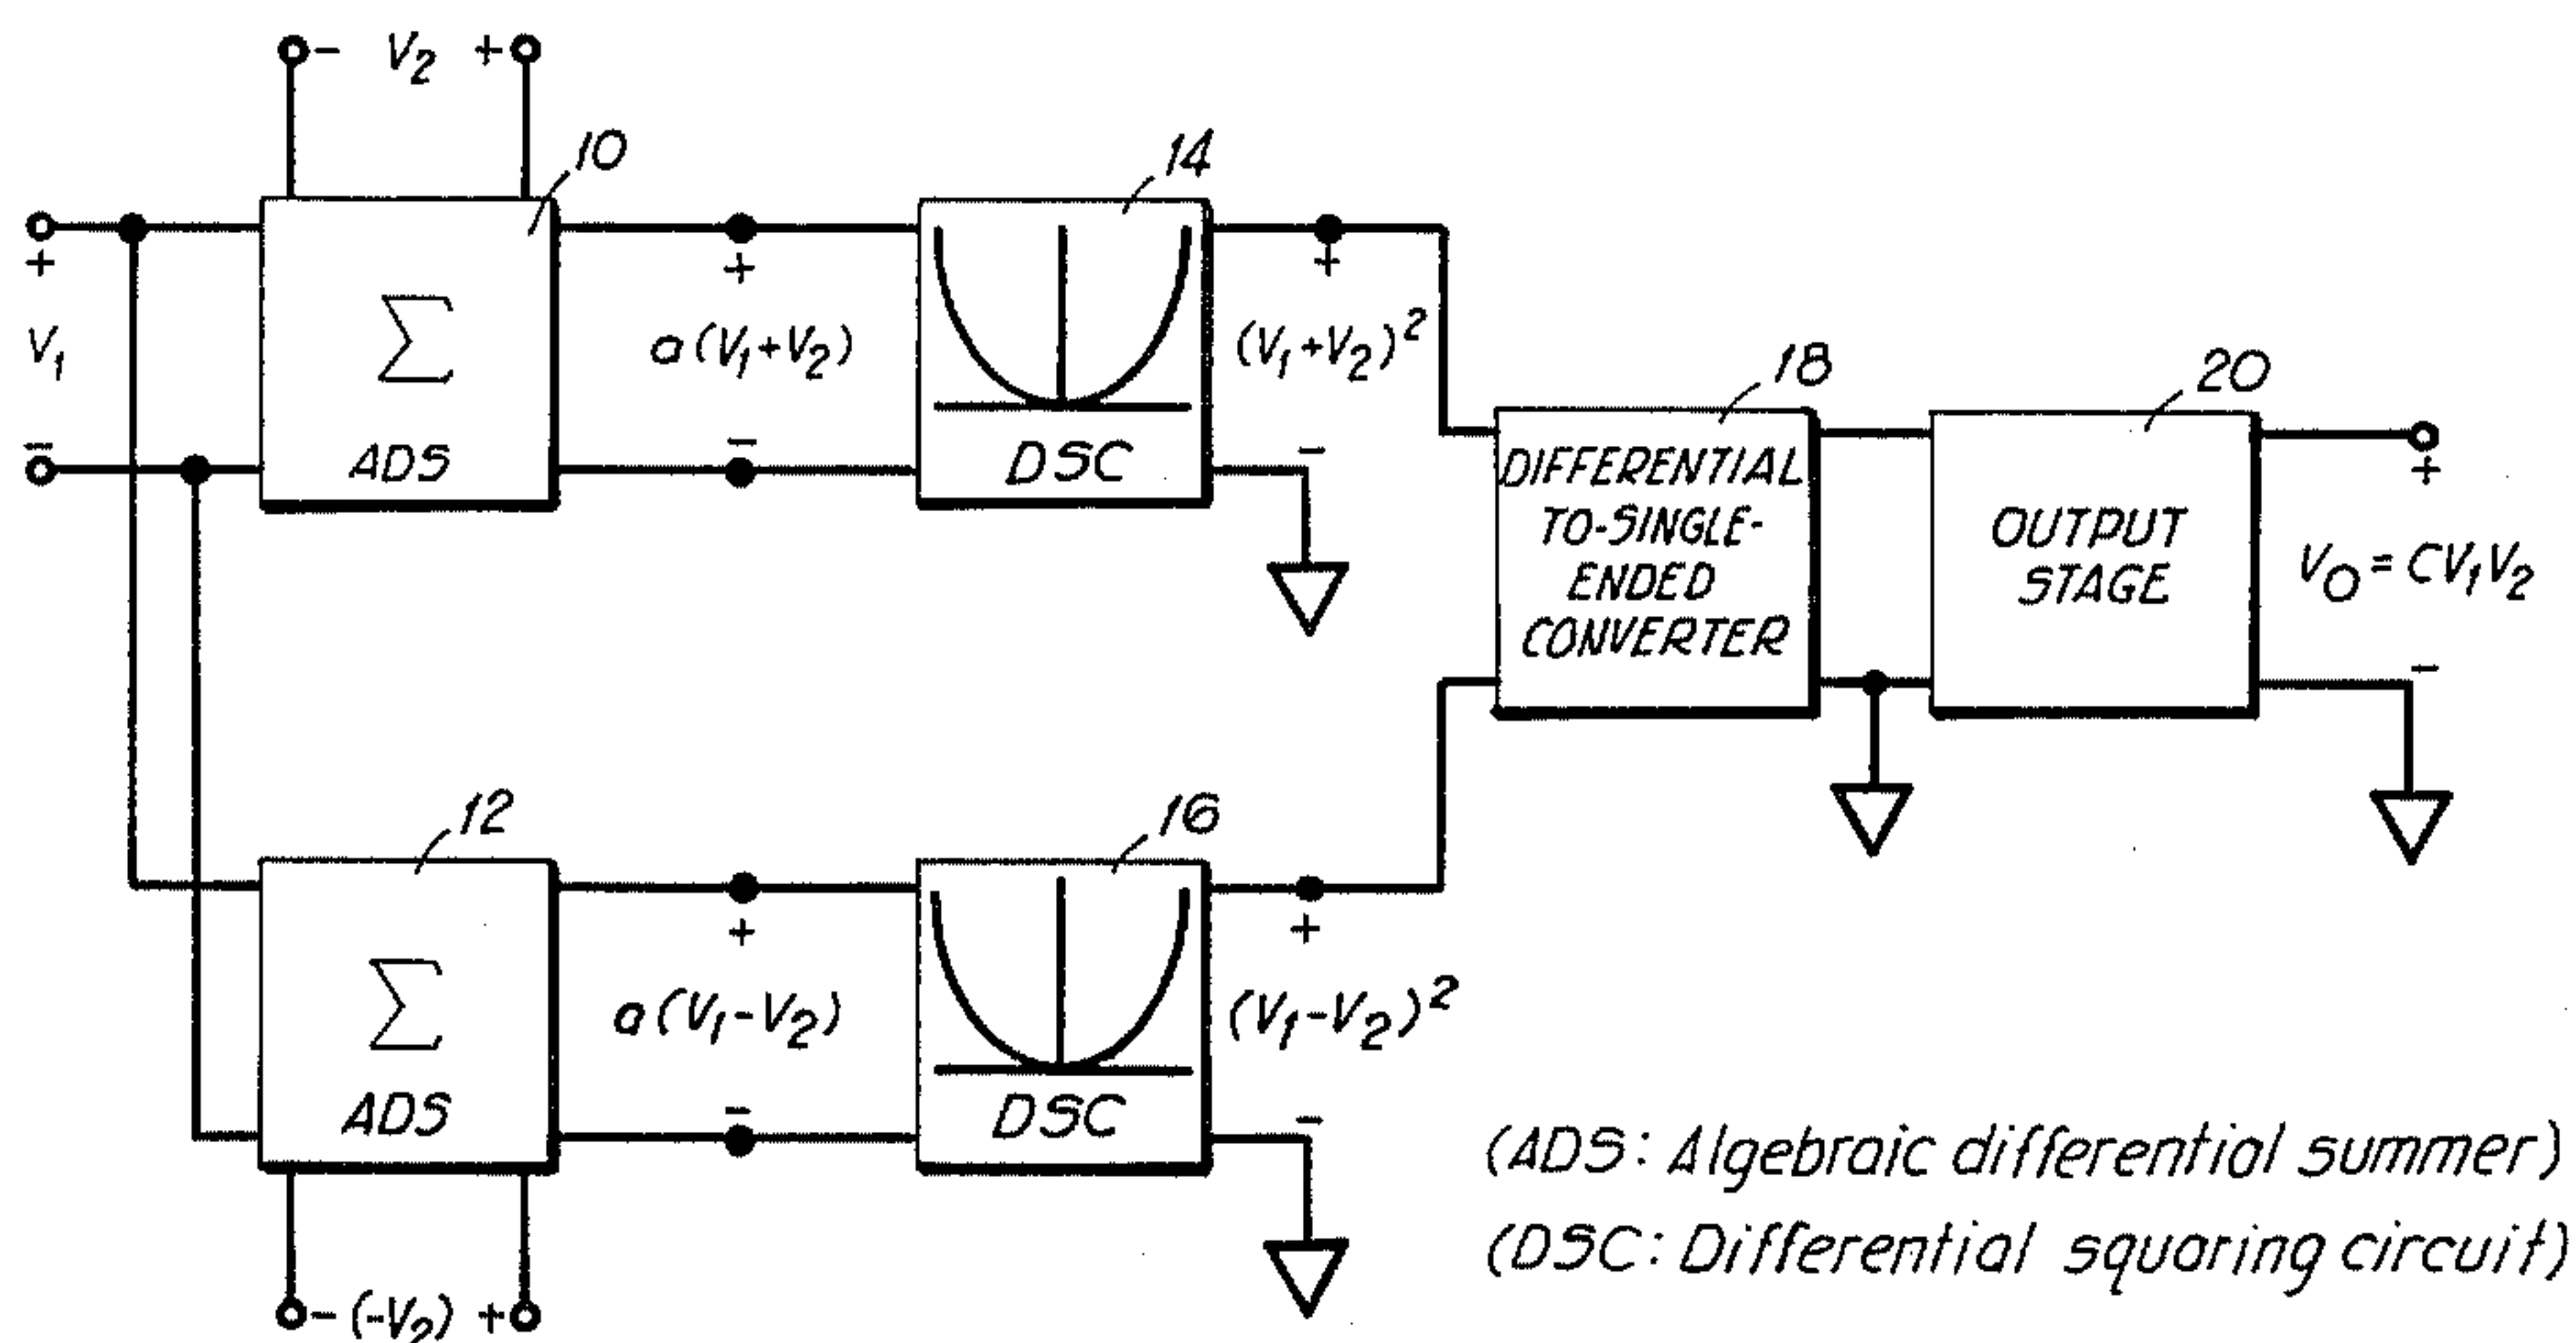 - V₂ +
10
14
+
V₁
-
Σ
ADS
+
a(V₁+V₂)
-
DSC
+
(V₁+V₂)²
-
18
DIFFERENTIAL
TO-SINGLE-
ENDED
CONVERTER
20
OUTPUT
STAGE
+
V₀ = CV₁V₂
-
12
16
Σ
ADS
+
a(V₁-V₂)
-
DSC
+
(V₁-V₂)²
-
- (-V₂) +
(ADS: Algebraic differential summer)
(DSC: Differential squaring circuit)